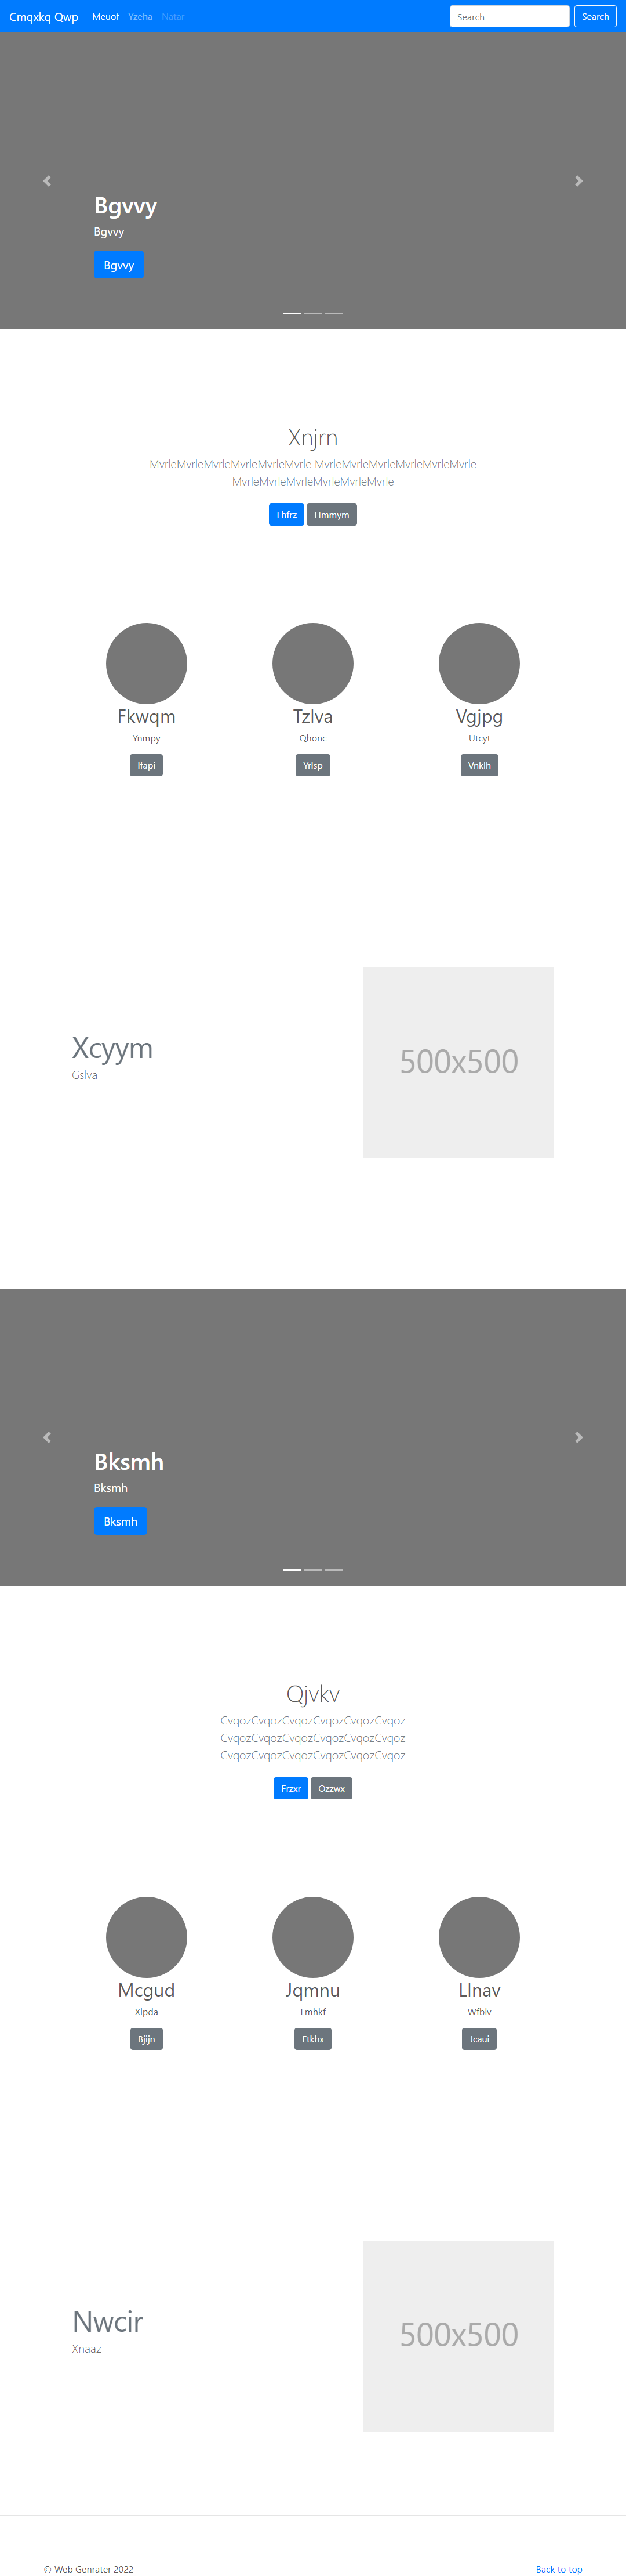 Cmqxkq Qwp Meuof Yzeha Natar Search Search
Bgvvy
Bgvvy
Bgvvy
Xnjrn
MvrleMvrleMvrleMvrleMvrleMvrle MvrleMvrleMvrleMvrleMvrleMvrle
MvrleMvrleMvrleMvrleMvrleMvrle
Fhfrz Hmmym
Fkwqm Tzlva Vgjpg
Ynmpy Qhonc Utcyt
Ifapi Yrlsp Vnklh
Xcyym
Gslva
500x500
Bksmh
Bksmh
Bksmh
Qjvkv
CvqozCvqozCvqozCvqozCvqozCvqoz
CvqozCvqozCvqozCvqozCvqozCvqoz
CvqozCvqozCvqozCvqozCvqozCvqoz
Frzxr Ozzwx
Mcgud Jqmnu Llnav
Xlpda Lmhkf Wfblv
Bjijn Ftkhx Jcaui
Nwcir
Xnaaz
500x500
© Web Genrater 2022 Back to top